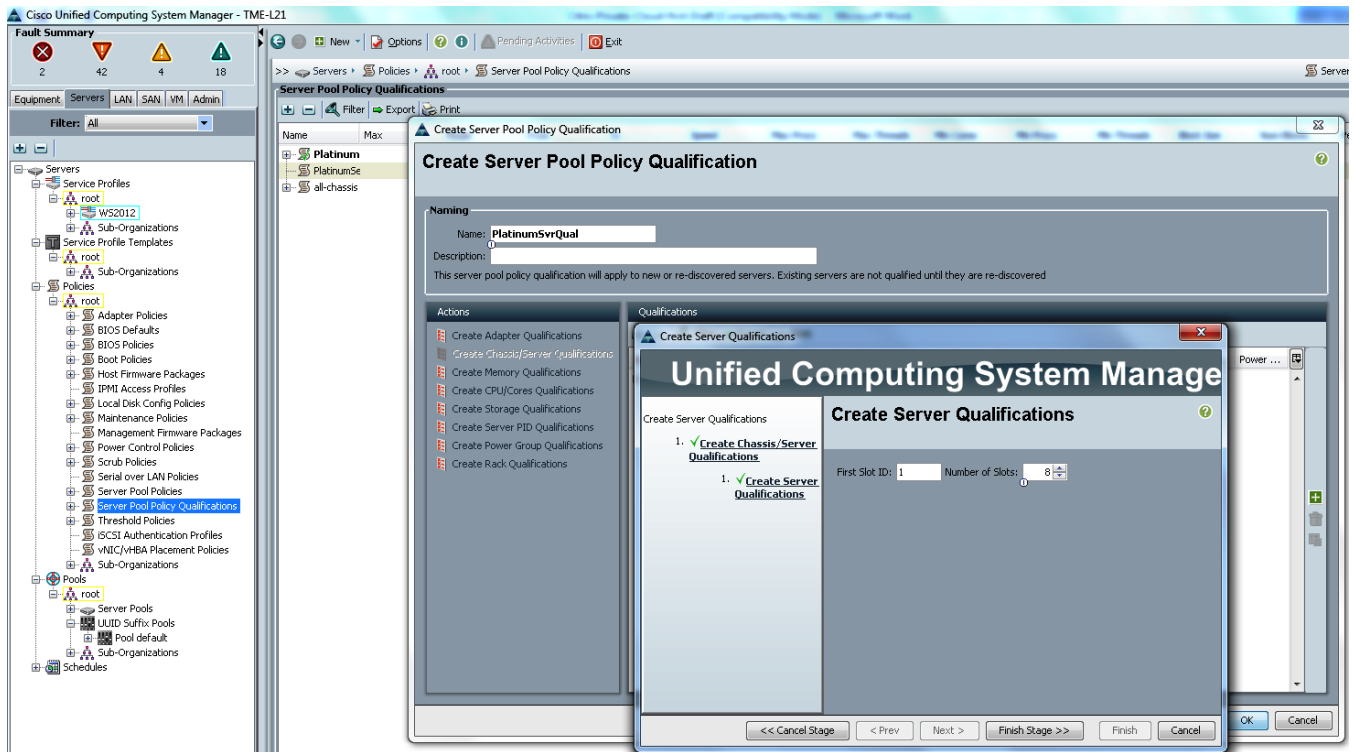 Cisco Unified Computing System Manager - TME-L21
Fault Summary
2 42 4 18
Equipment Servers LAN SAN VM Admin
Filter: All
Servers
Service Profiles
root
WS2012
Sub-Organizations
Service Profile Templates
root
Sub-Organizations
Policies
root
Adapter Policies
BIOS Defaults
BIOS Policies
Boot Policies
Host Firmware Packages
IPMI Access Profiles
Local Disk Config Policies
Maintenance Policies
Management Firmware Packages
Power Control Policies
Scrub Policies
Serial over LAN Policies
Server Pool Policies
Server Pool Policy Qualifications
Threshold Policies
iSCSI Authentication Profiles
vNIC/vHBA Placement Policies
Sub-Organizations
Pools
root
Server Pools
UUID Suffix Pools
Pool default
Sub-Organizations
Schedules
New Options Pending Activities Exit
>> Servers Policies root Server Pool Policy Qualifications Server
Server Pool Policy Qualifications
Filter Export Print
Name Max
Platinum
PlatinumSe
all-chassis
Create Server Pool Policy Qualification
Create Server Pool Policy Qualification
Naming
Name: PlatinumSvrQual
Description:
This server pool policy qualification will apply to new or re-discovered servers. Existing servers are not qualified until they are re-discovered
Actions
Create Adapter Qualifications
Create Chassis/Server Qualifications
Create Memory Qualifications
Create CPU/Cores Qualifications
Create Storage Qualifications
Create Server PID Qualifications
Create Power Group Qualifications
Create Rack Qualifications
Qualifications
Power ...
Create Server Qualifications
Unified Computing System Manage
Create Server Qualifications
1. Create Chassis/Server
Qualifications
1. Create Server
Qualifications
Create Server Qualifications
First Slot ID: 1 Number of Slots: 8
<< Cancel Stage < Prev Next > Finish Stage >> Finish Cancel
OK Cancel